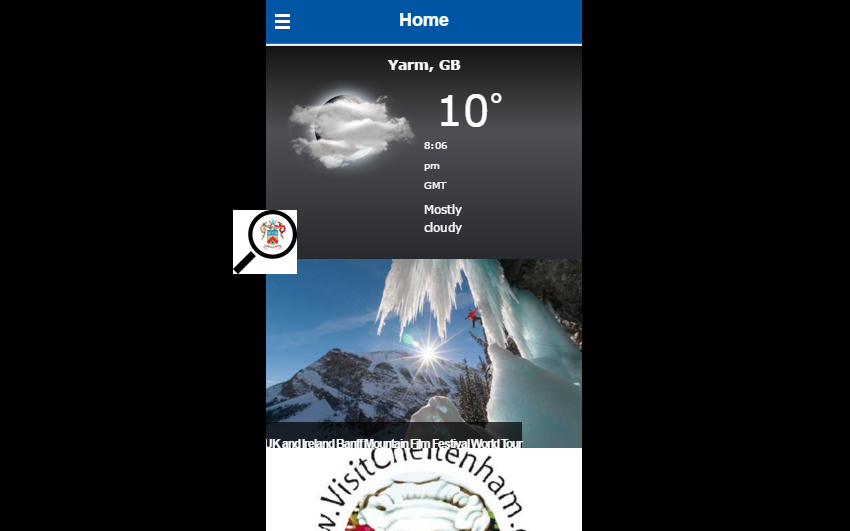 Home
Yarm, GB
10°
8:06
pm
GMT
Mostly
cloudy
UK and Ireland Banff Mountain Film Festival World Tour
w.VisitCheltenham.